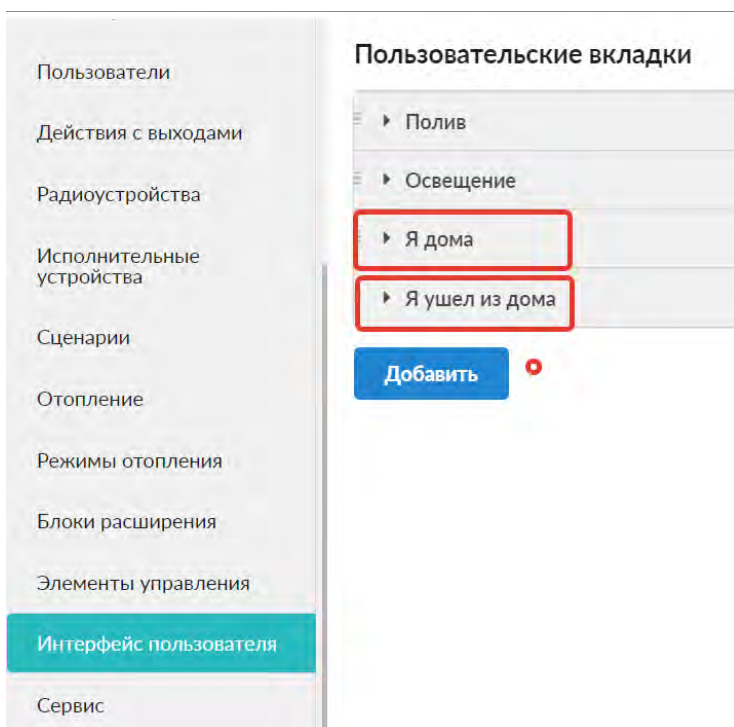 Пользователи
Действия с выходами
Радиоустройства
Исполнительные
устройства
Сценарии
Отопление
Режимы отопления
Блоки расширения
Элементы управления
Интерфейс пользователя
Сервис
Пользовательские вкладки
Полив
Освещение
Я дома
Я ушел из дома
Добавить